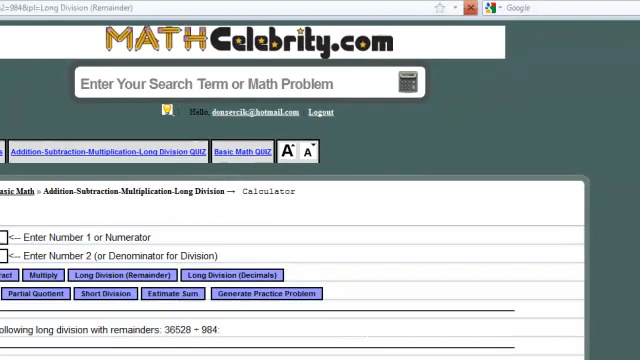 2=984&pl=Long Division (Remainder)
Google
MATHCelebrity.com
Enter Your Search Term or Math Problem
Hello, donsevcik@hotmail.com Logout
s Addition-Subtraction-Multiplication-Long Division QUIZ Basic Math QUIZ A A
asic Math » Addition-Subtraction-Multiplication-Long Division → Calculator
<-- Enter Number 1 or Numerator
<-- Enter Number 2 (or Denominator for Division)
ract Multiply Long Division (Remainder) Long Division (Decimals)
Partial Quotient Short Division Estimate Sum Generate Practice Problem
ollowing long division with remainders: 36528 ÷ 984: